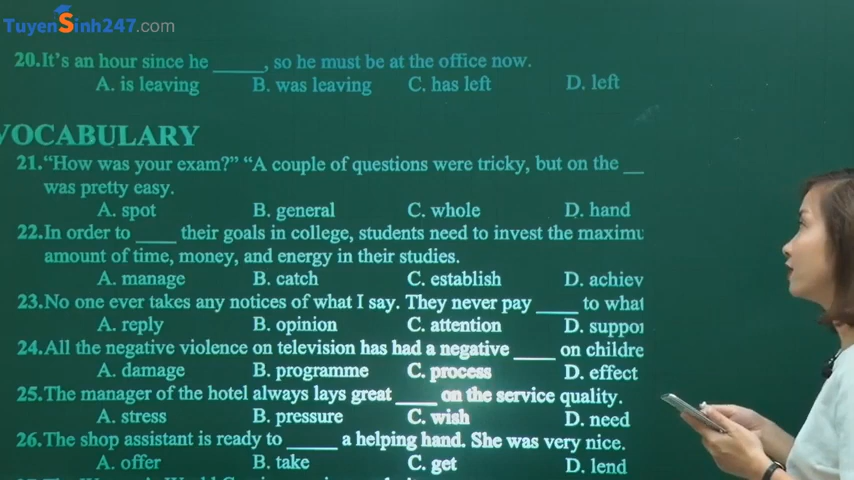 TuyenSinh247.com
20.It's an hour since he _____, so he must be at the office now.
A. is leaving B. was leaving C. has left D. left
VOCABULARY
21.“How was your exam?” “A couple of questions were tricky, but on the __
was pretty easy.
A. spot B. general C. whole D. hand
22.In order to ____ their goals in college, students need to invest the maximu
amount of time, money, and energy in their studies.
A. manage B. catch C. establish D. achiev
23.No one ever takes any notices of what I say. They never pay ____ to what
A. reply B. opinion C. attention D. suppor
24.All the negative violence on television has had a negative ____ on childre
A. damage B. programme C. process D. effect
25.The manager of the hotel always lays great ____ on the service quality.
A. stress B. pressure C. wish D. need
26.The shop assistant is ready to _____ a helping hand. She was very nice.
A. offer B. take C. get D. lend